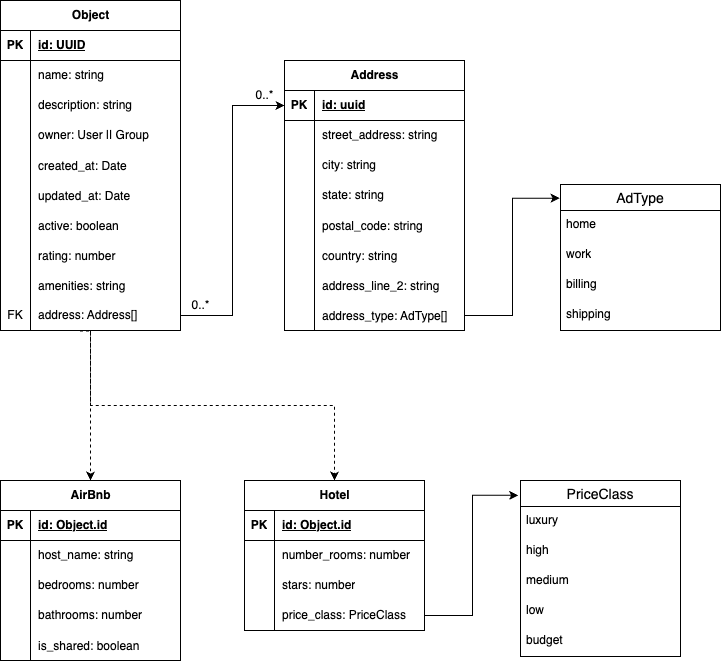 Object
PK id: UUID
name: string
description: string
owner: User || Group
created_at: Date
updated_at: Date
active: boolean
rating: number
amenities: string
FK address: Address[]
0..*
0..*
Address
PK id: uuid
street_address: string
city: string
state: string
postal_code: string
country: string
address_line_2: string
address_type: AdType[]
AdType
home
work
billing
shipping
AirBnb
PK id: Object.id
host_name: string
bedrooms: number
bathrooms: number
is_shared: boolean
Hotel
PK id: Object.id
number_rooms: number
stars: number
price_class: PriceClass
PriceClass
luxury
high
medium
low
budget